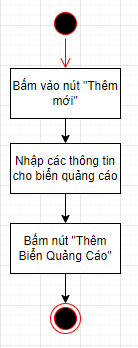 Bấm vào nút "Thêm
mới"
Nhập các thông tin
cho biển quảng cáo
Bấm nút "Thêm
Biển Quảng Cáo"